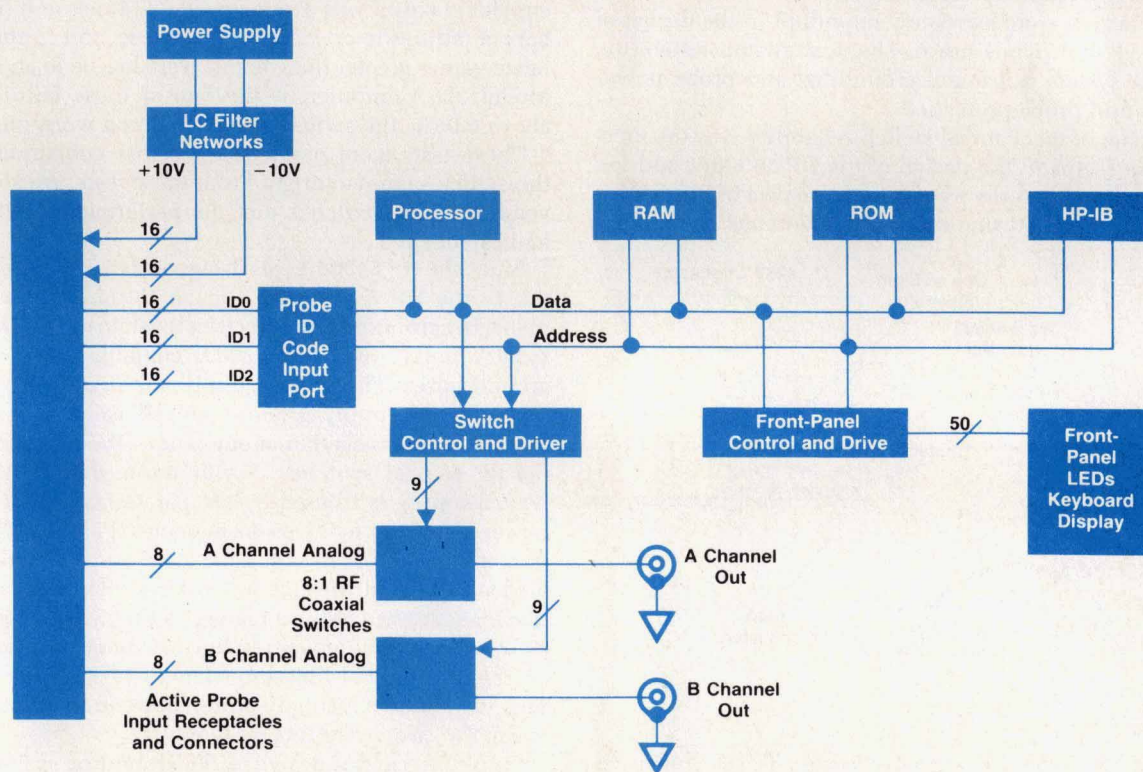 Power Supply
LC Filter
Networks
+10V
−10V
Processor
RAM
ROM
HP-IB
16
16
16
ID0
16
ID1
16
ID2
Probe
ID
Code
Input
Port
Data
Address
Switch
Control and Driver
Front-Panel
Control and Drive
50
Front-
Panel
LEDs
Keyboard
Display
9
9
8
A Channel Analog
8:1 RF
Coaxial
Switches
A Channel
Out
8
B Channel Analog
B Channel
Out
Active Probe
Input Receptacles
and Connectors